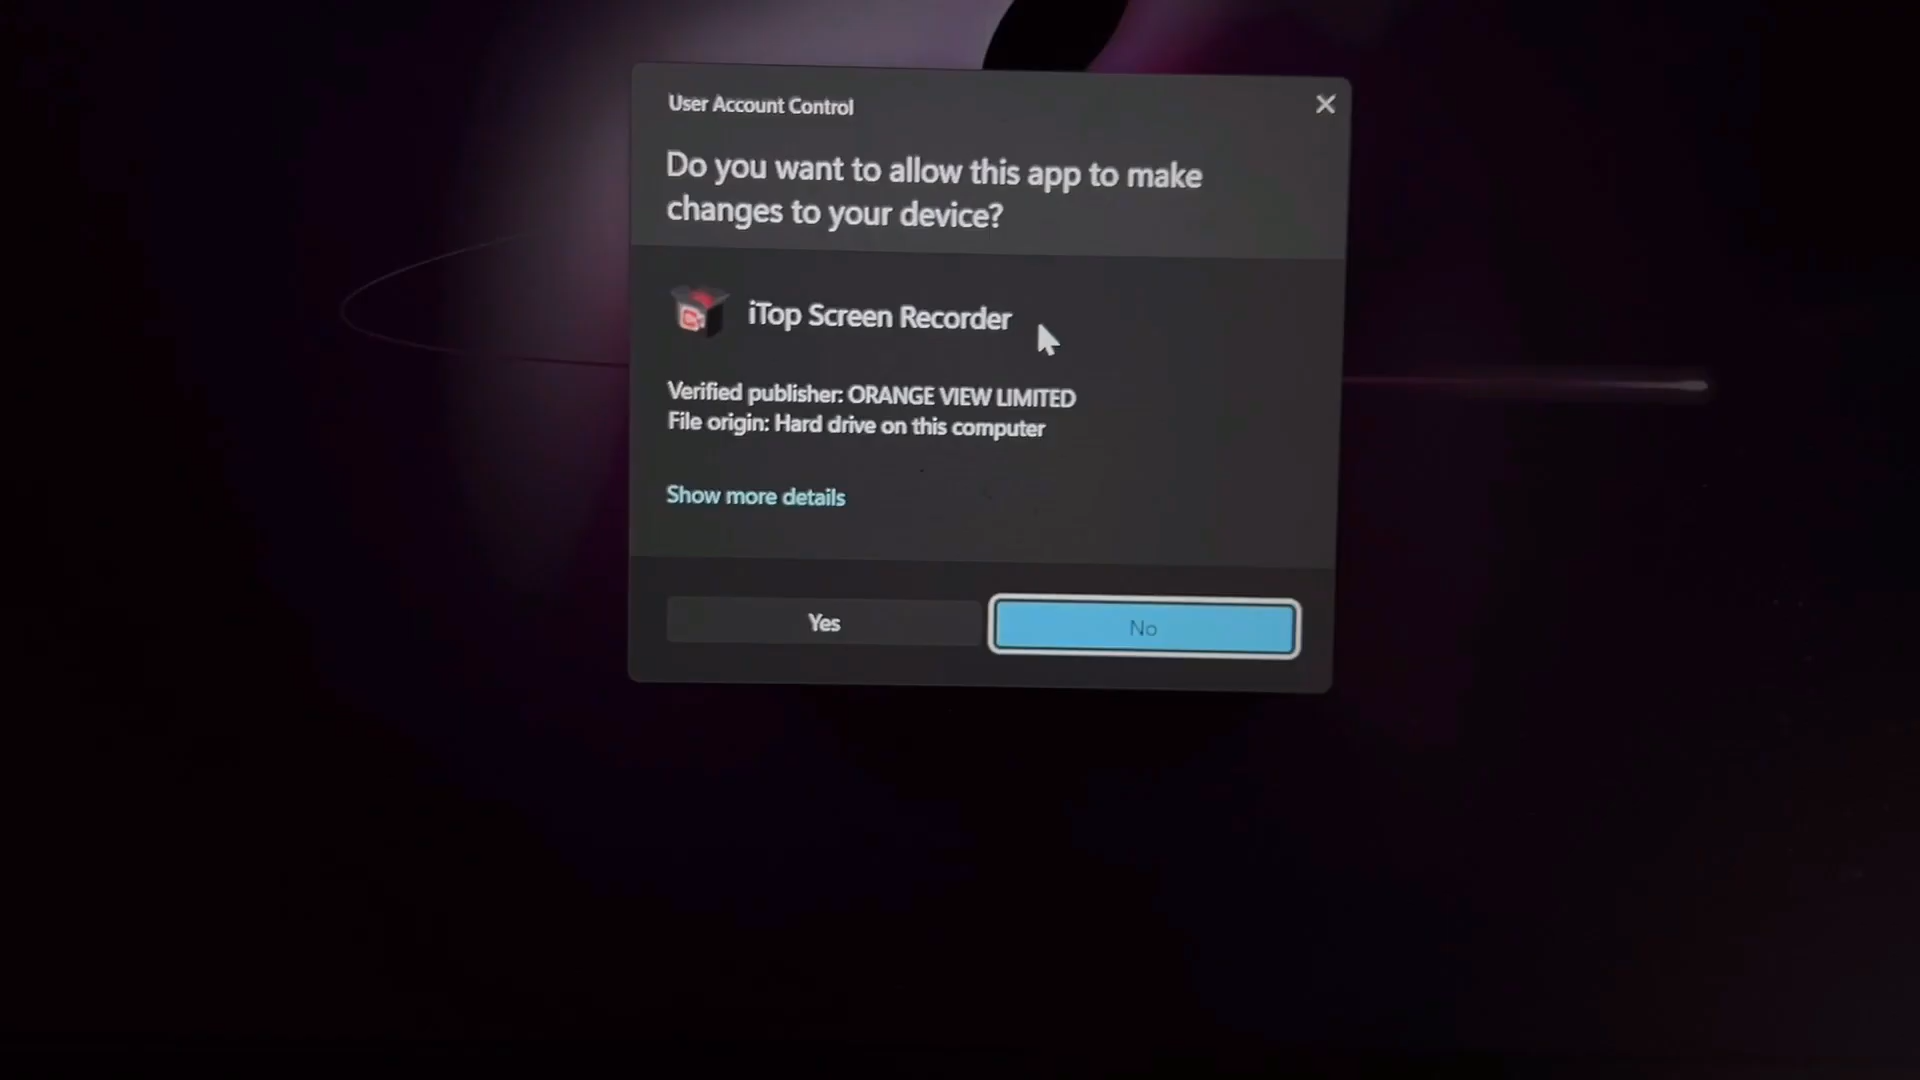 User Account Control
Do you want to allow this app to make
changes to your device?
iTop Screen Recorder
Verified publisher: ORANGE VIEW LIMITED
File origin: Hard drive on this computer
Show more details
Yes
No